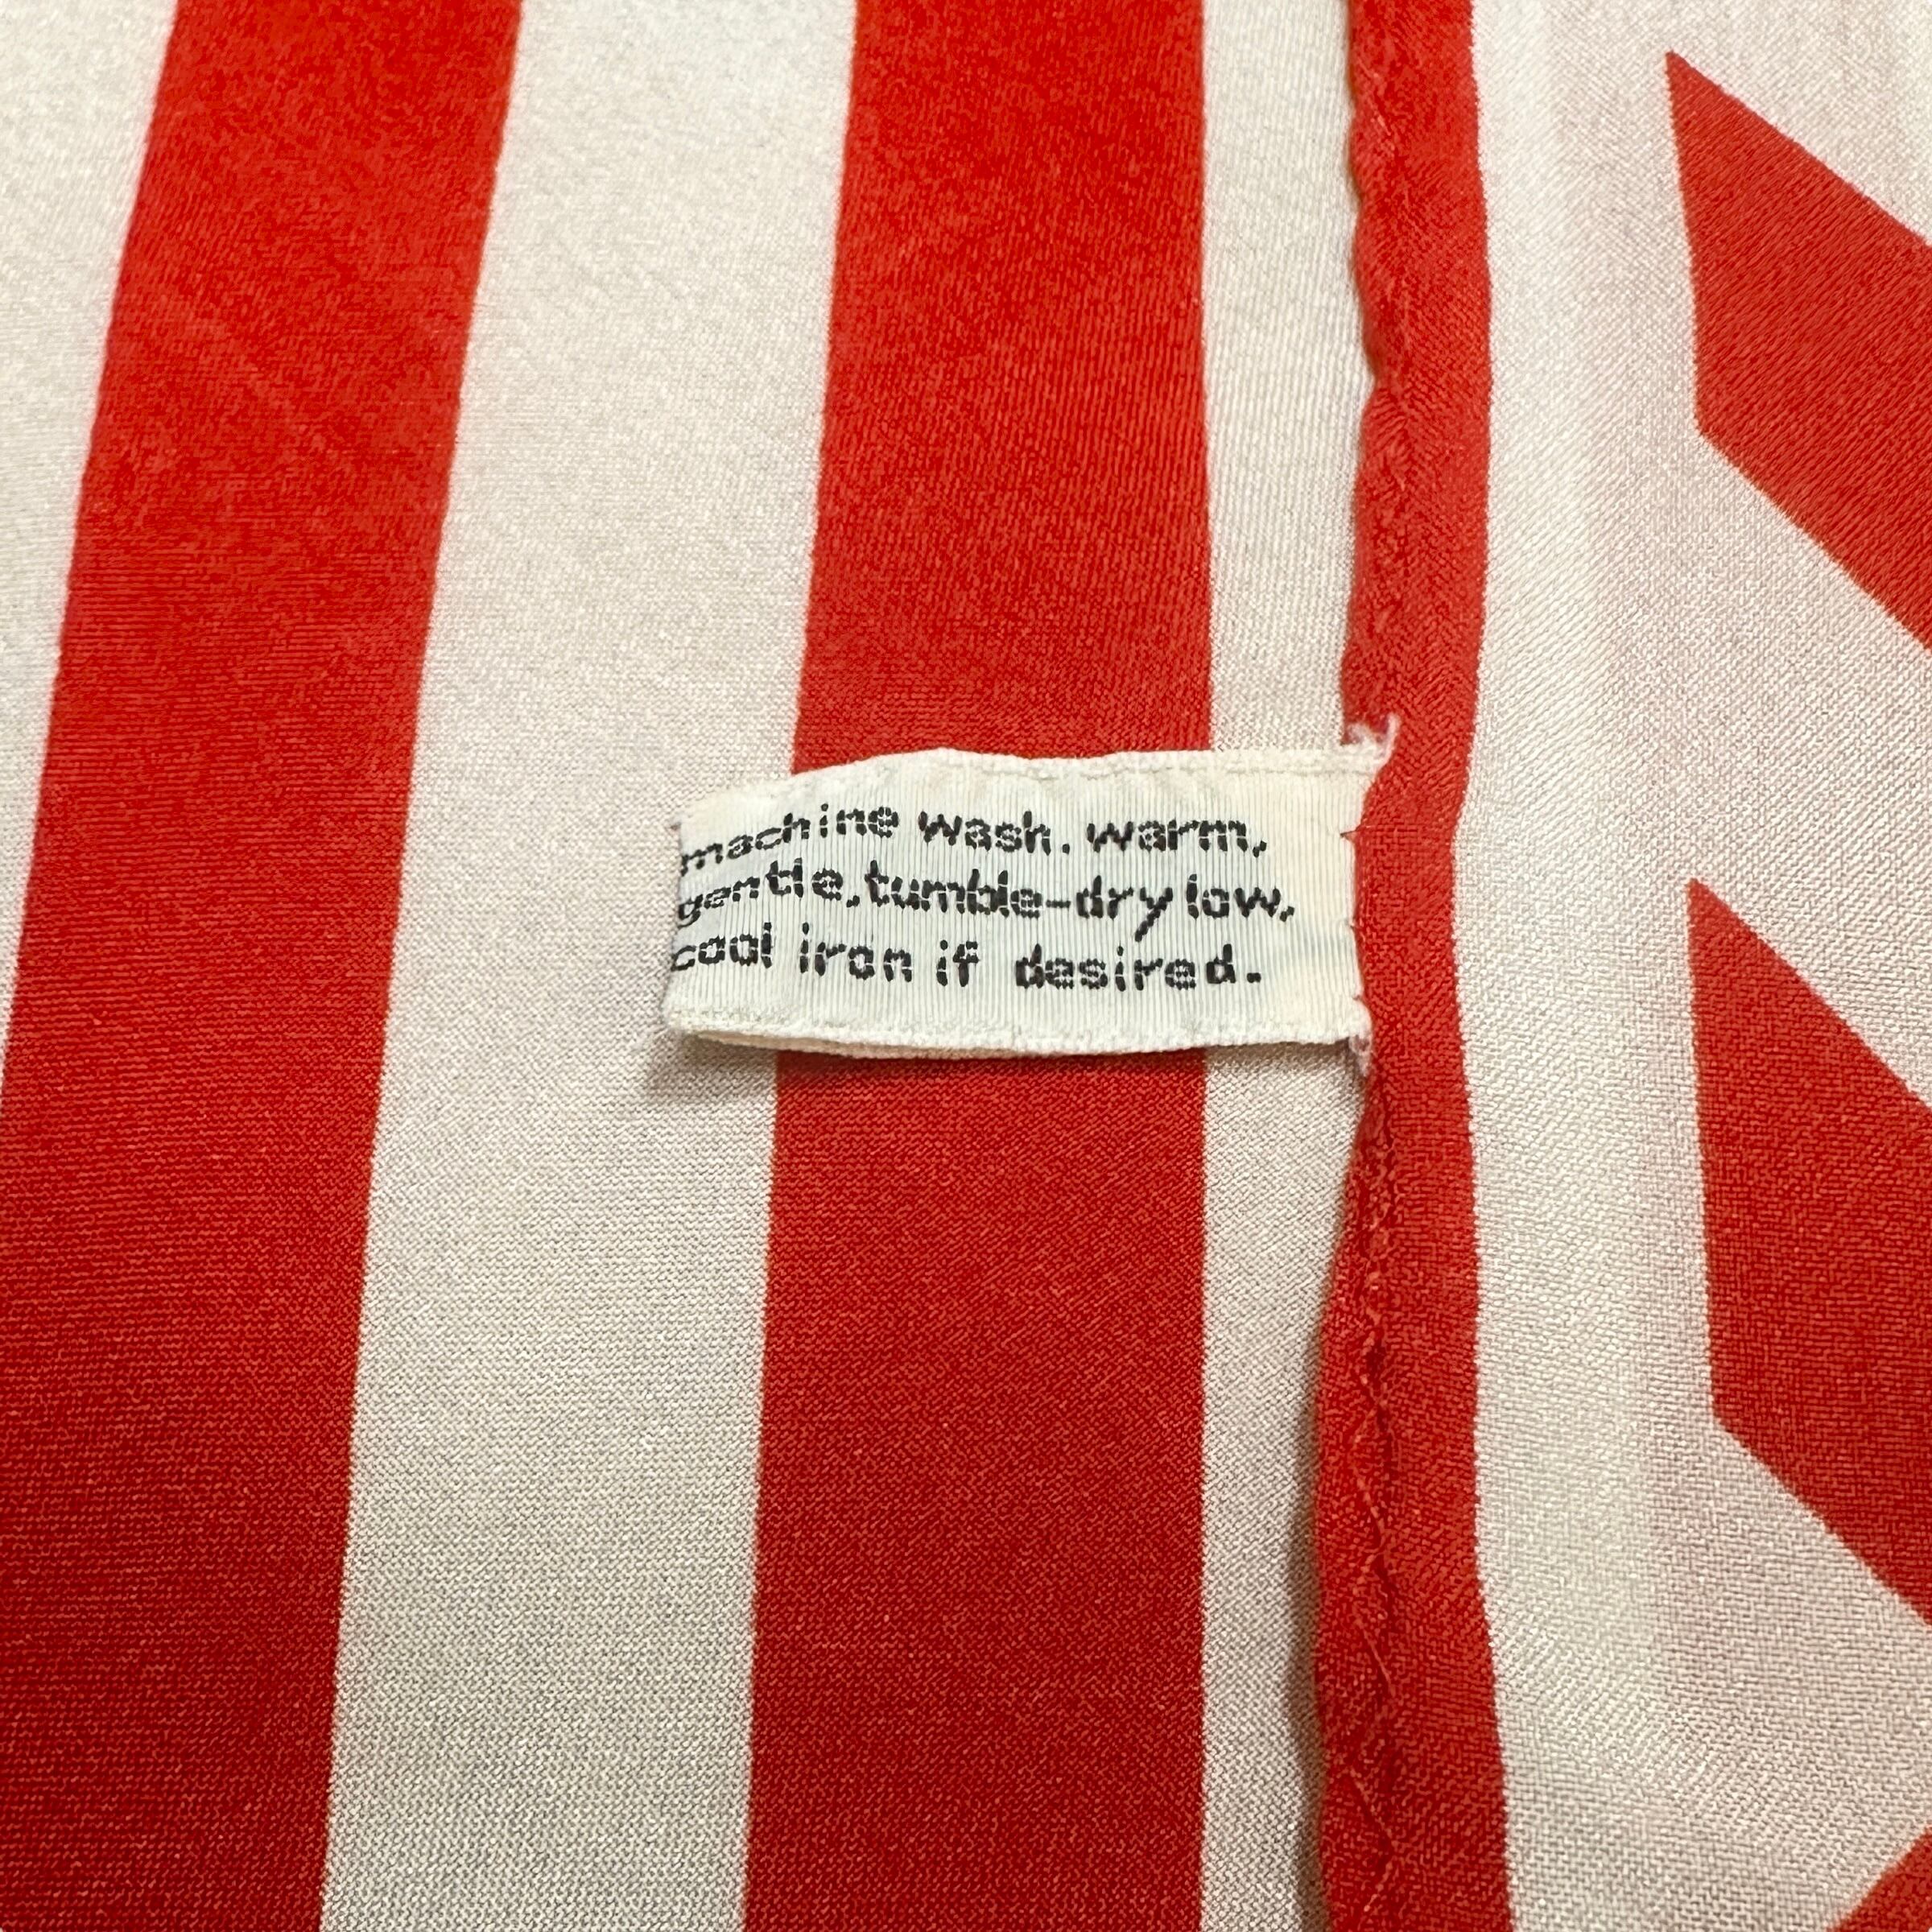 machine wash. warm,
gentle, tumble-dry low,
cool iron if desired.